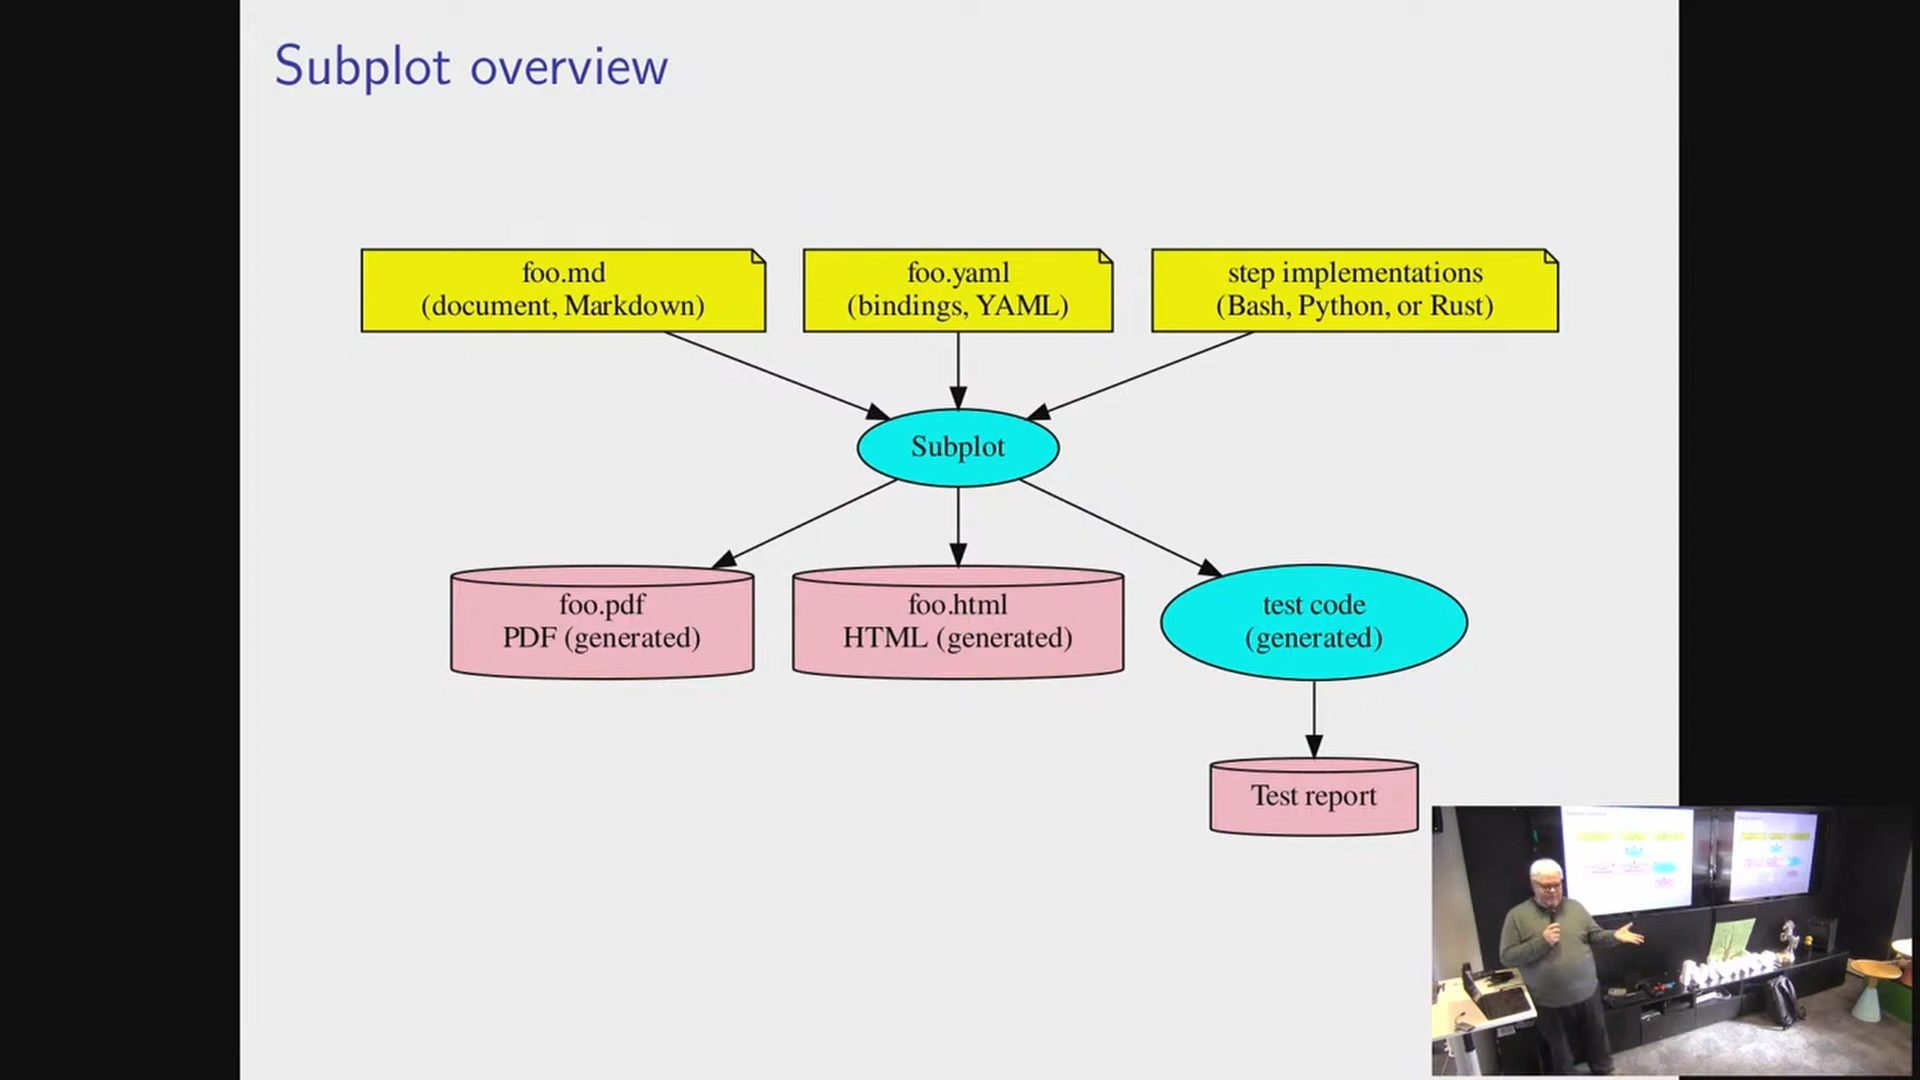 Subplot overview
foo.md
(document, Markdown)
foo.yaml
(bindings, YAML)
step implementations
(Bash, Python, or Rust)
Subplot
foo.pdf
PDF (generated)
foo.html
HTML (generated)
test code
(generated)
Test report